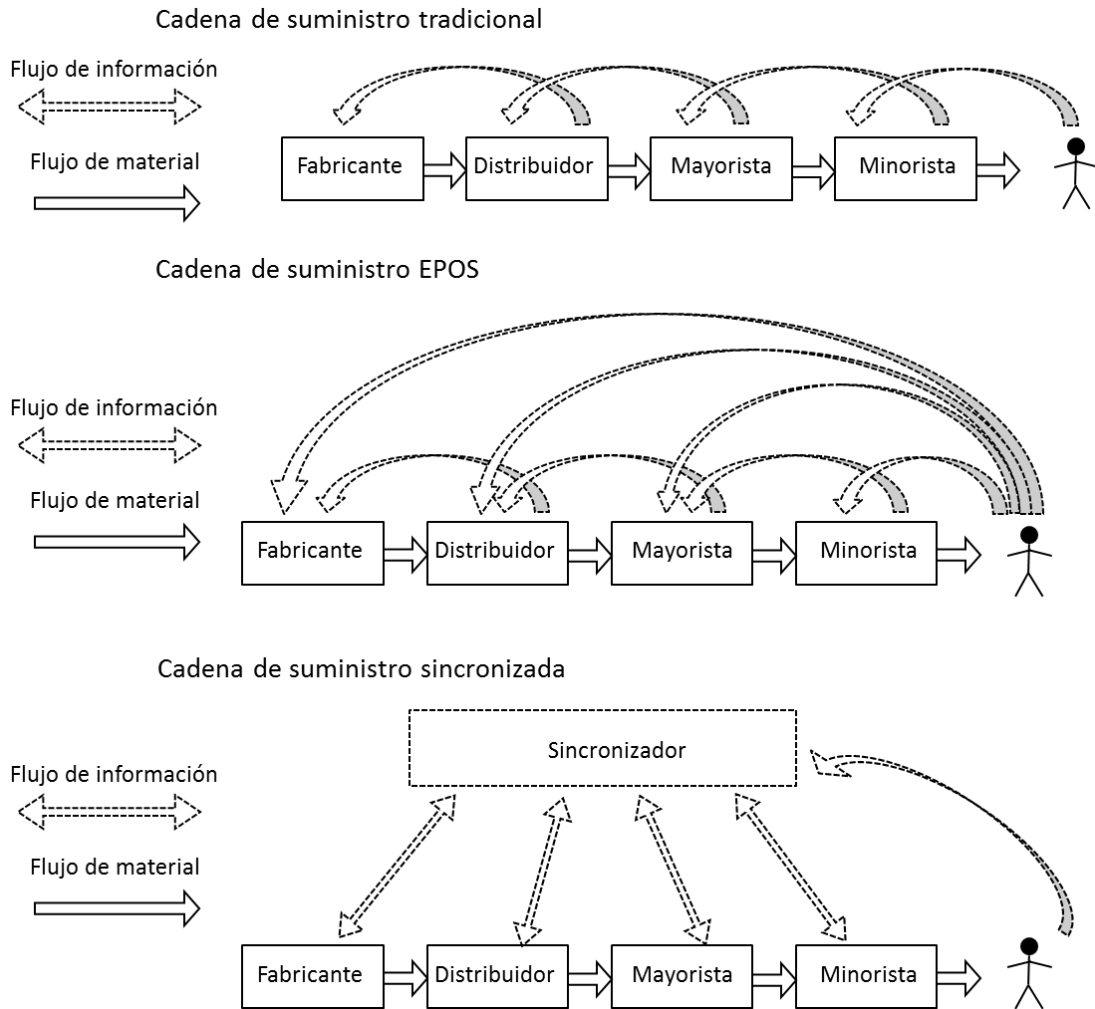 Cadena de suministro tradicional
Flujo de información
Flujo de material
Fabricante
Distribuidor
Mayorista
Minorista
Cadena de suministro EPOS
Flujo de información
Flujo de material
Fabricante
Distribuidor
Mayorista
Minorista
Cadena de suministro sincronizada
Sincronizador
Flujo de información
Flujo de material
Fabricante
Distribuidor
Mayorista
Minorista